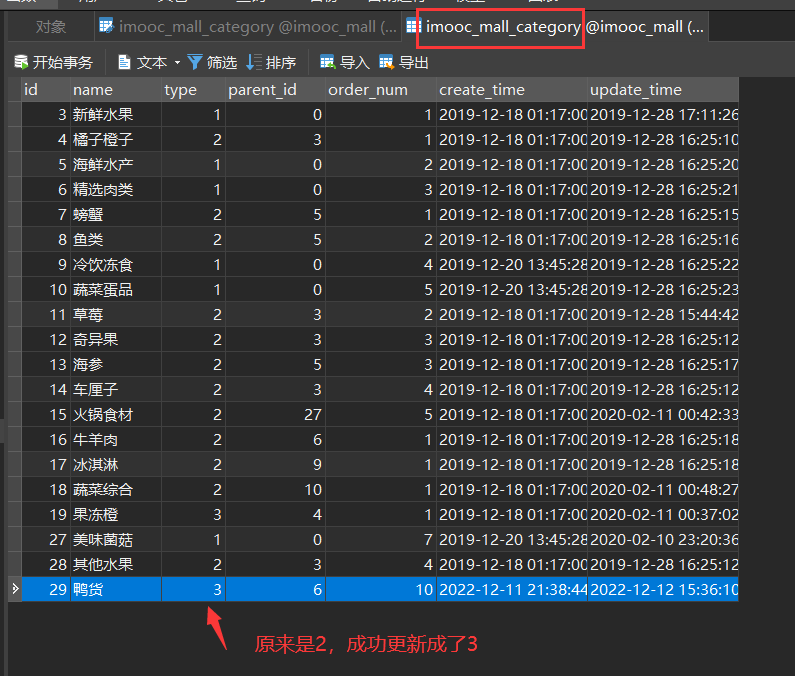 对象 imooc_mall_category @imooc_mall (... imooc_mall_category @imooc_mall (...
开始事务 文本 筛选 排序 导入 导出
id name type parent_id order_num create_time update_time
3 新鲜水果 1 0 1 2019-12-18 01:17:00 2019-12-28 17:11:26
4 橘子橙子 2 3 1 2019-12-18 01:17:00 2019-12-28 16:25:10
5 海鲜水产 1 0 2 2019-12-18 01:17:00 2019-12-28 16:25:20
6 精选肉类 1 0 3 2019-12-18 01:17:00 2019-12-28 16:25:21
7 螃蟹 2 5 1 2019-12-18 01:17:00 2019-12-28 16:25:15
8 鱼类 2 5 2 2019-12-18 01:17:00 2019-12-28 16:25:16
9 冷饮冻食 1 0 4 2019-12-20 13:45:28 2019-12-28 16:25:22
10 蔬菜蛋品 1 0 5 2019-12-20 13:45:28 2019-12-28 16:25:23
11 草莓 2 3 2 2019-12-18 01:17:00 2019-12-28 15:44:42
12 奇异果 2 3 3 2019-12-18 01:17:00 2019-12-28 16:25:12
13 海参 2 5 3 2019-12-18 01:17:00 2019-12-28 16:25:17
14 车厘子 2 3 4 2019-12-18 01:17:00 2019-12-28 16:25:12
15 火锅食材 2 27 5 2019-12-18 01:17:00 2020-02-11 00:42:33
16 牛羊肉 2 6 1 2019-12-18 01:17:00 2019-12-28 16:25:18
17 冰淇淋 2 9 1 2019-12-18 01:17:00 2019-12-28 16:25:18
18 蔬菜综合 2 10 1 2019-12-18 01:17:00 2020-02-11 00:48:27
19 果冻橙 3 4 1 2019-12-18 01:17:00 2020-02-11 00:37:02
27 美味菌菇 1 0 7 2019-12-20 13:45:28 2020-02-10 23:20:36
28 其他水果 2 3 4 2019-12-18 01:17:00 2019-12-28 16:25:12
29 鸭货 3 6 10 2022-12-11 21:38:44 2022-12-12 15:36:10
原来是2，成功更新成了3